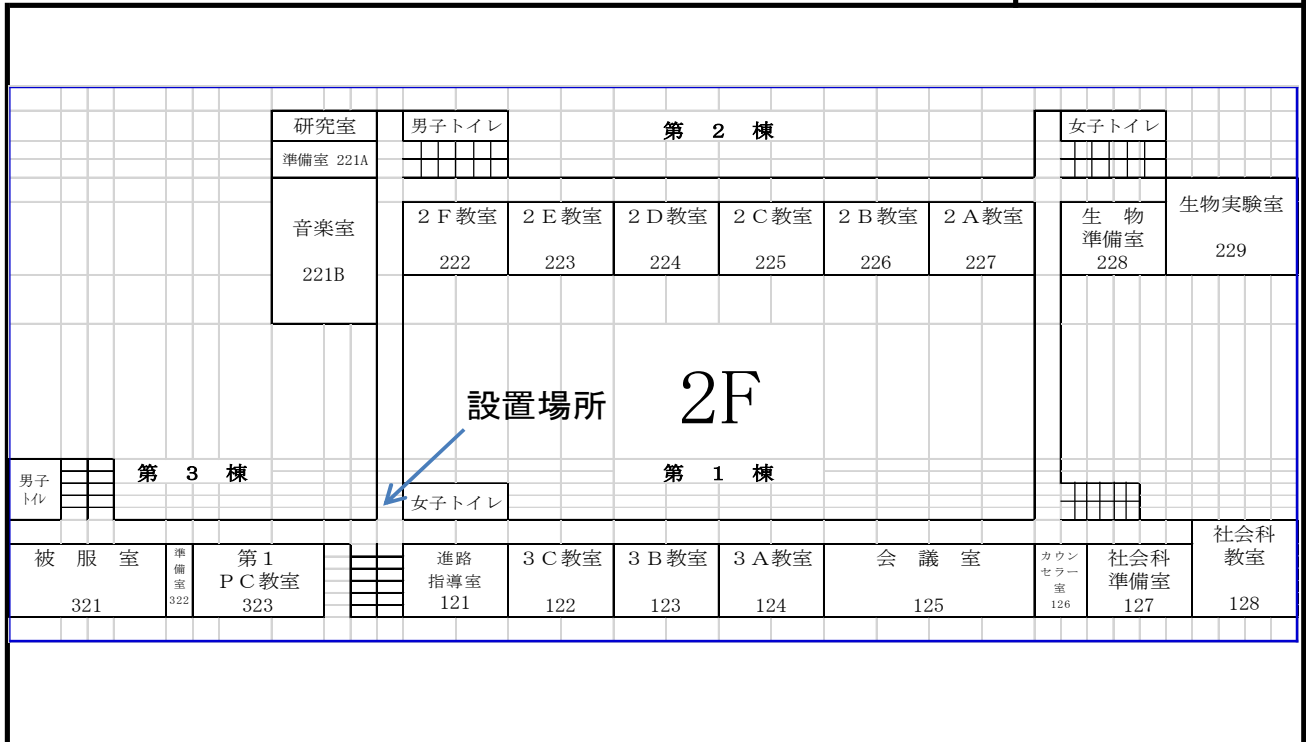 研究室
男子トイレ
第 2 棟
女子トイレ
準備室 221A
音楽室
221B
2F教室
222
2E教室
223
2D教室
224
2C教室
225
2B教室
226
2A教室
227
生 物
準備室
228
生物実験室
229
2F
設置場所
男子
トイレ
第 3 棟
第 1 棟
女子トイレ
被 服 室
321
準
備
室
322
第1
PC教室
323
進路
指導室
121
3C教室
122
3B教室
123
3A教室
124
会 議 室
125
カウン
セラー
室
126
社会科
準備室
127
社会科
教室
128